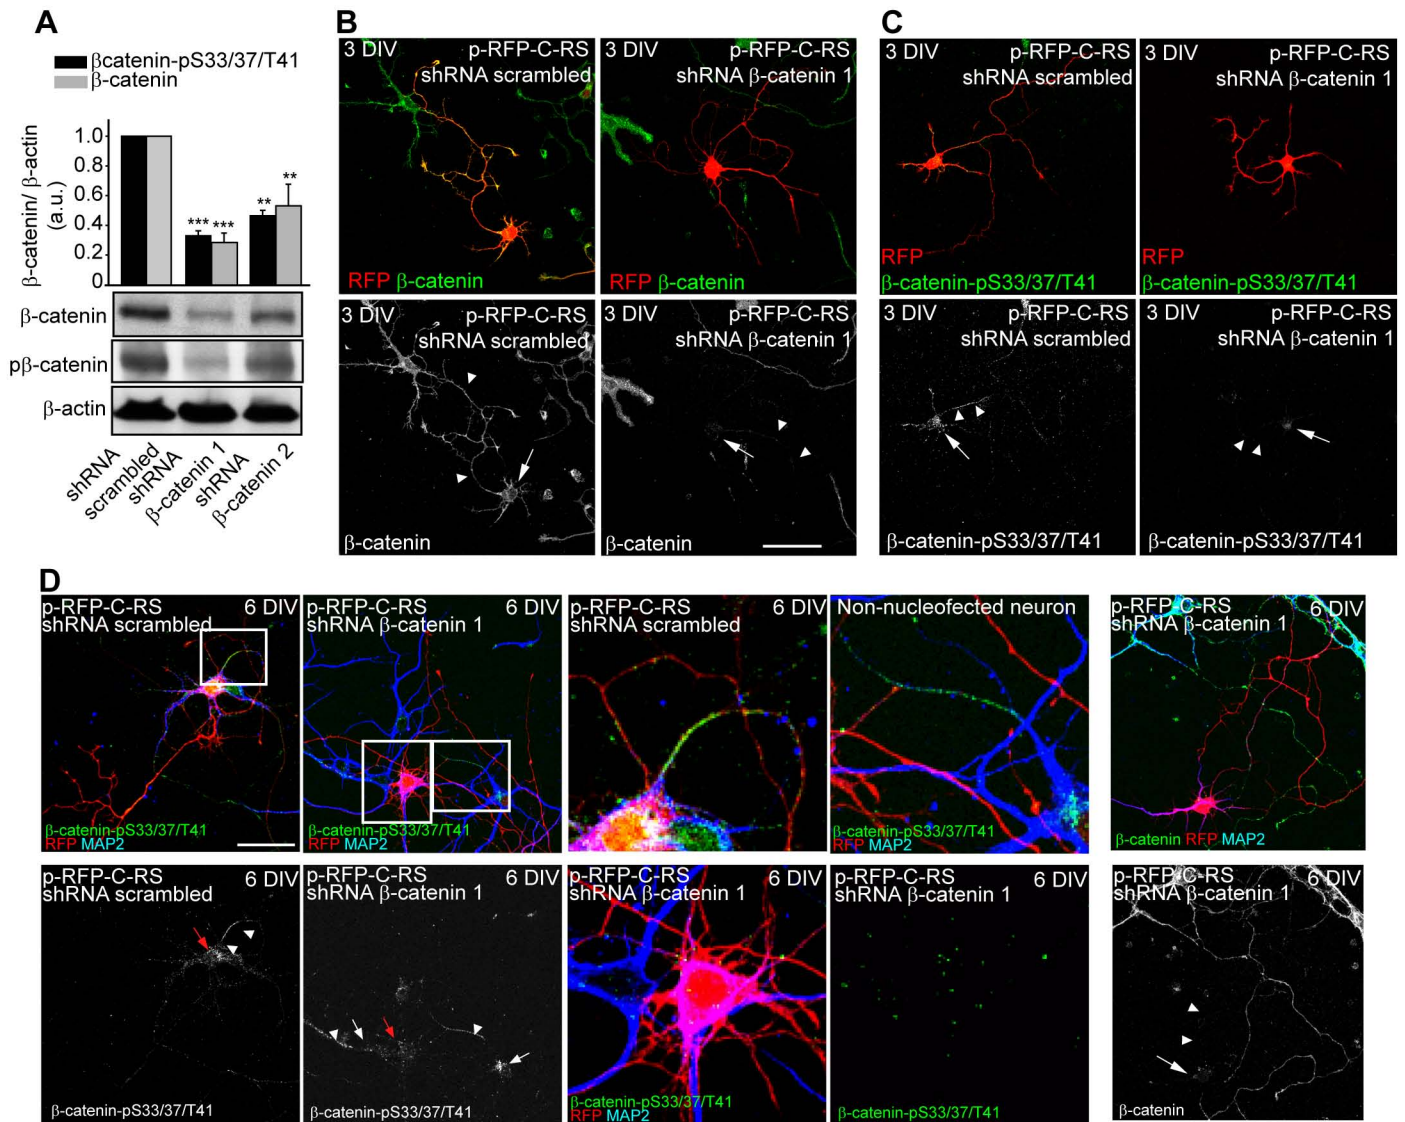 A
βcatenin-pS33/37/T41
β-catenin
β-catenin/ β-actin
(a.u.)
1.0
0.8
0.6
0.4
0.2
0
***
***
**
**
β-catenin
pβ-catenin
β-actin
shRNA
scrambled
shRNA
β-catenin 1
shRNA
β-catenin 2
B
3 DIV
p-RFP-C-RS
shRNA scrambled
RFP β-catenin
3 DIV
p-RFP-C-RS
shRNA β-catenin 1
RFP β-catenin
3 DIV
p-RFP-C-RS
shRNA scrambled
β-catenin
3 DIV
p-RFP-C-RS
shRNA β-catenin 1
β-catenin
C
3 DIV
p-RFP-C-RS
shRNA scrambled
RFP
β-catenin-pS33/37/T41
3 DIV
p-RFP-C-RS
shRNA β-catenin 1
RFP
β-catenin-pS33/37/T41
3 DIV
p-RFP-C-RS
shRNA scrambled
β-catenin-pS33/37/T41
3 DIV
p-RFP-C-RS
shRNA β-catenin 1
β-catenin-pS33/37/T41
D
p-RFP-C-RS 6 DIV
shRNA scrambled
β-catenin-pS33/37/T41
RFP MAP2
p-RFP-C-RS 6 DIV
shRNA β-catenin 1
β-catenin-pS33/37/T41
RFP MAP2
p-RFP-C-RS 6 DIV
shRNA scrambled
β-catenin-pS33/37/T41
RFP MAP2
Non-nucleofected neuron
β-catenin-pS33/37/T41
RFP MAP2
p-RFP-C-RS 6 DIV
shRNA β-catenin 1
β-catenin RFP MAP2
p-RFP-C-RS 6 DIV
shRNA scrambled
β-catenin-pS33/37/T41
p-RFP-C-RS 6 DIV
shRNA β-catenin 1
β-catenin-pS33/37/T41
p-RFP-C-RS 6 DIV
shRNA β-catenin 1
β-catenin-pS33/37/T41
RFP MAP2
p-RFP-C-RS 6 DIV
shRNA β-catenin 1
β-catenin-pS33/37/T41
p-RFP-C-RS 6 DIV
shRNA β-catenin 1
β-catenin